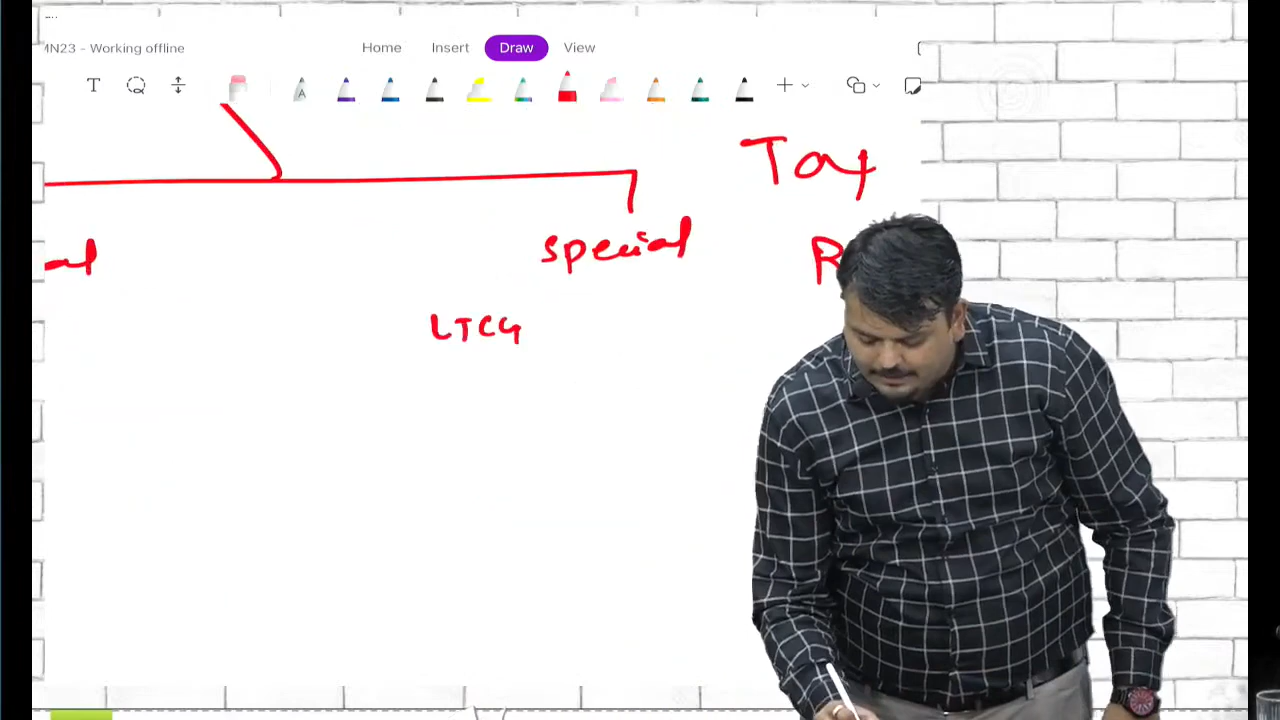 MN23 - Working offline
Home Insert Draw View
T
A
Tax
Special
LTCG